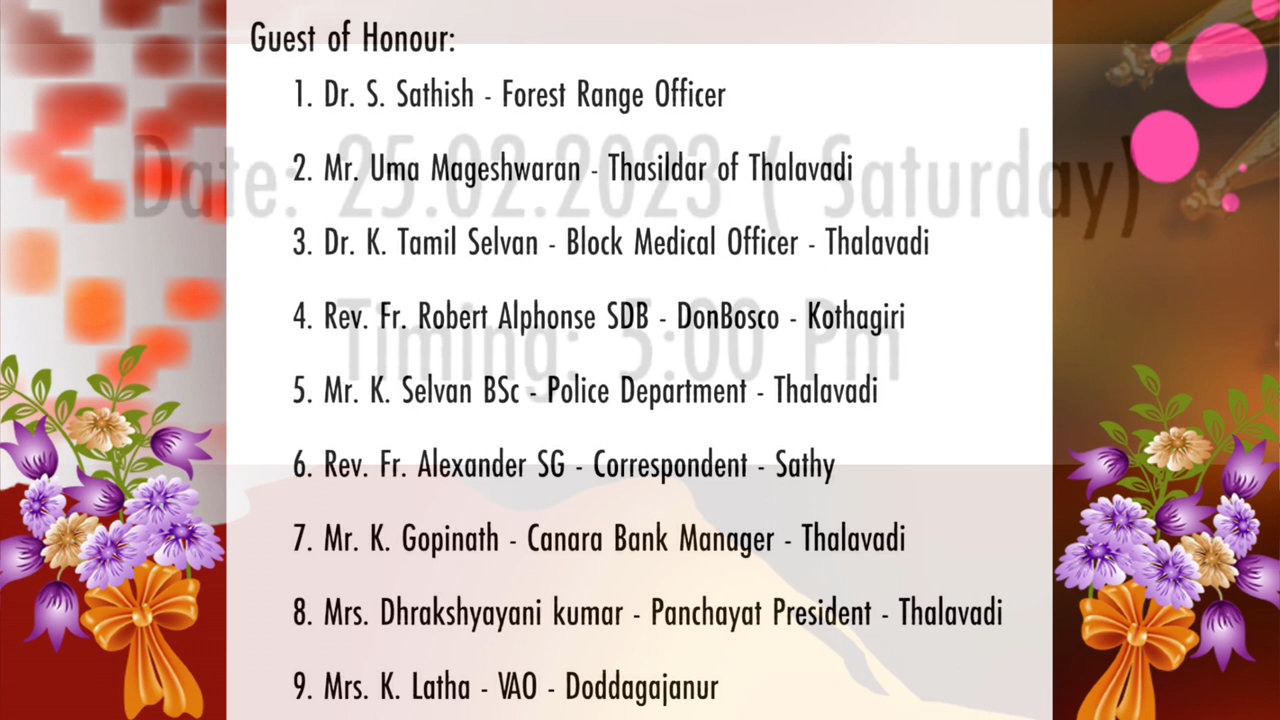 Guest of Honour:
1. Dr. S. Sathish - Forest Range Officer
Date: 25.02.2023 ( Saturday)
2. Mr. Uma Mageshwaran - Thasildar of Thalavadi
3. Dr. K. Tamil Selvan - Block Medical Officer - Thalavadi
4. Rev. Fr. Robert Alphonse SDB - DonBosco - Kothagiri
Timing: 5:00 Pm
5. Mr. K. Selvan BSc - Police Department - Thalavadi
6. Rev. Fr. Alexander SG - Correspondent - Sathy
7. Mr. K. Gopinath - Canara Bank Manager - Thalavadi
8. Mrs. Dhrakshyayani kumar - Panchayat President - Thalavadi
9. Mrs. K. Latha - VAO - Doddagajanur